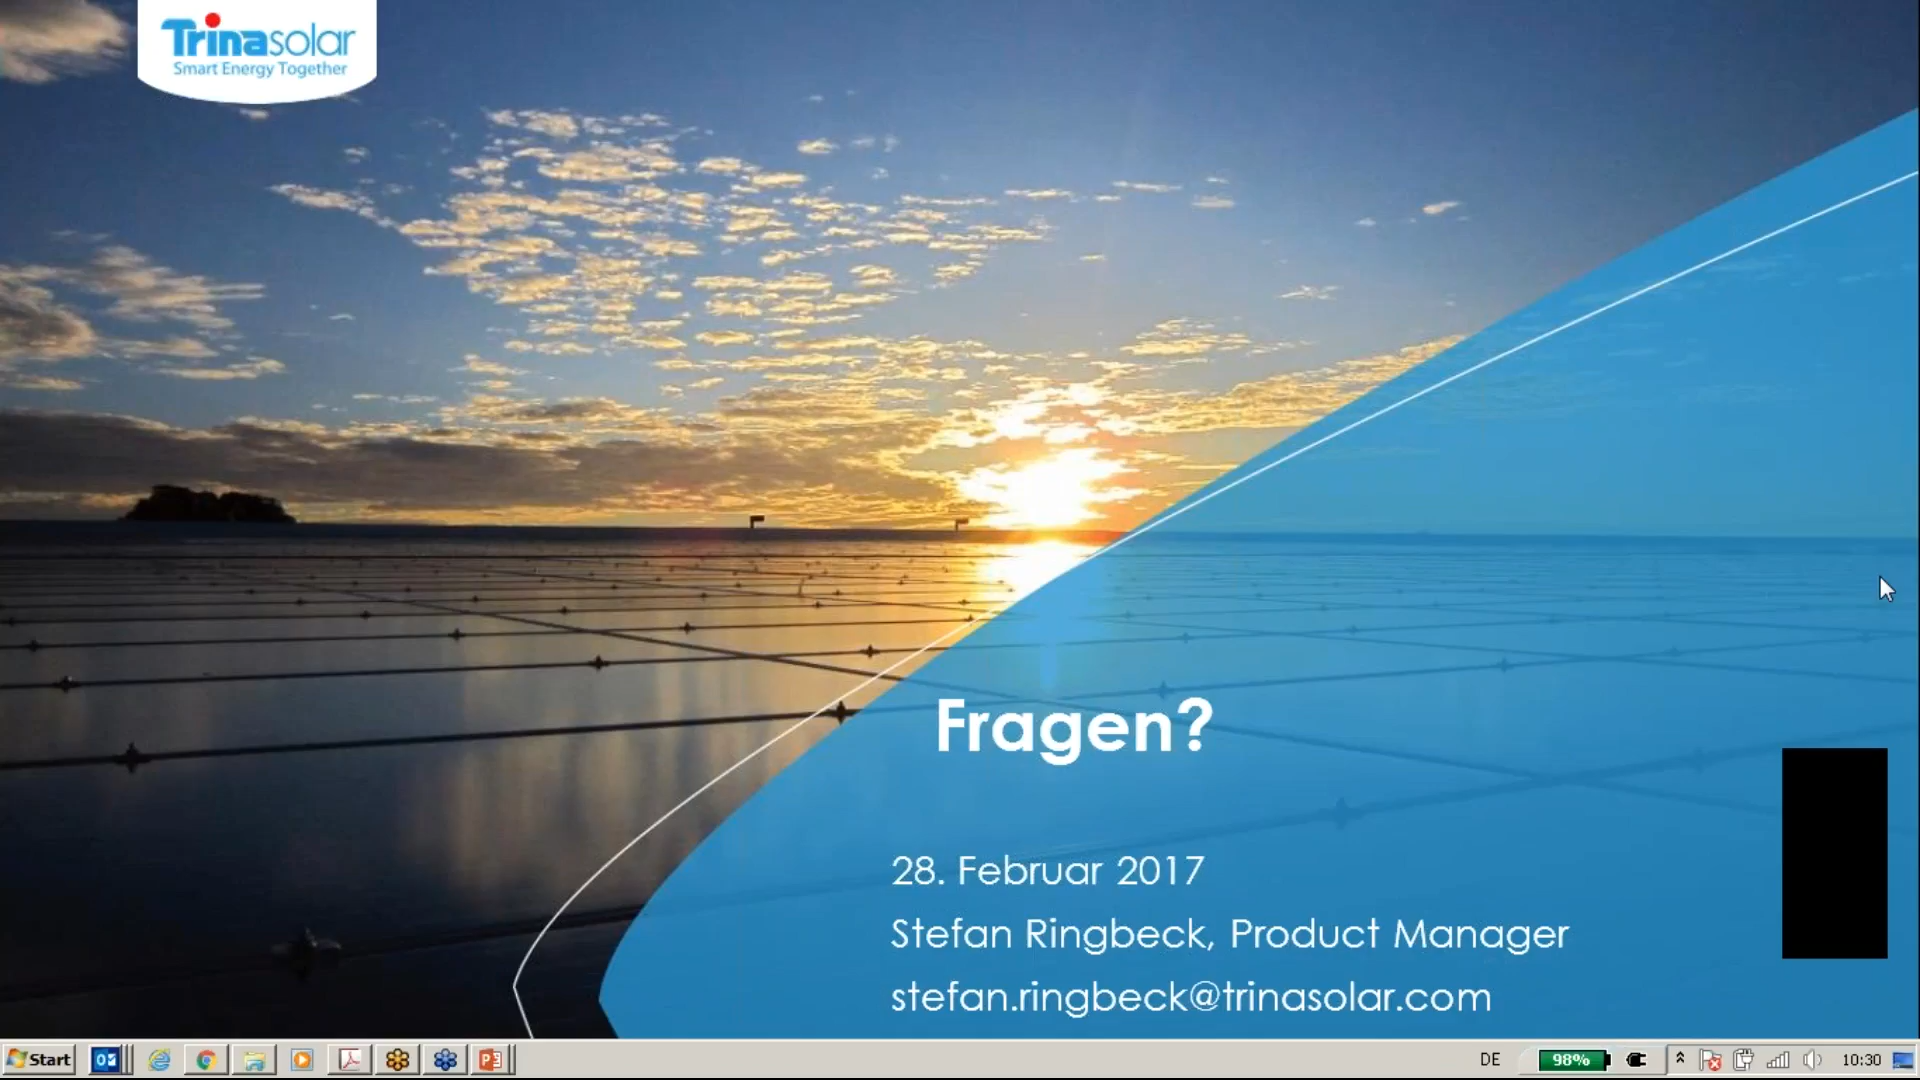 Trinasolar
Smart Energy Together
Fragen?
28. Februar 2017
Stefan Ringbeck, Product Manager
stefan.ringbeck@trinasolar.com
Start
DE
98%
10:30